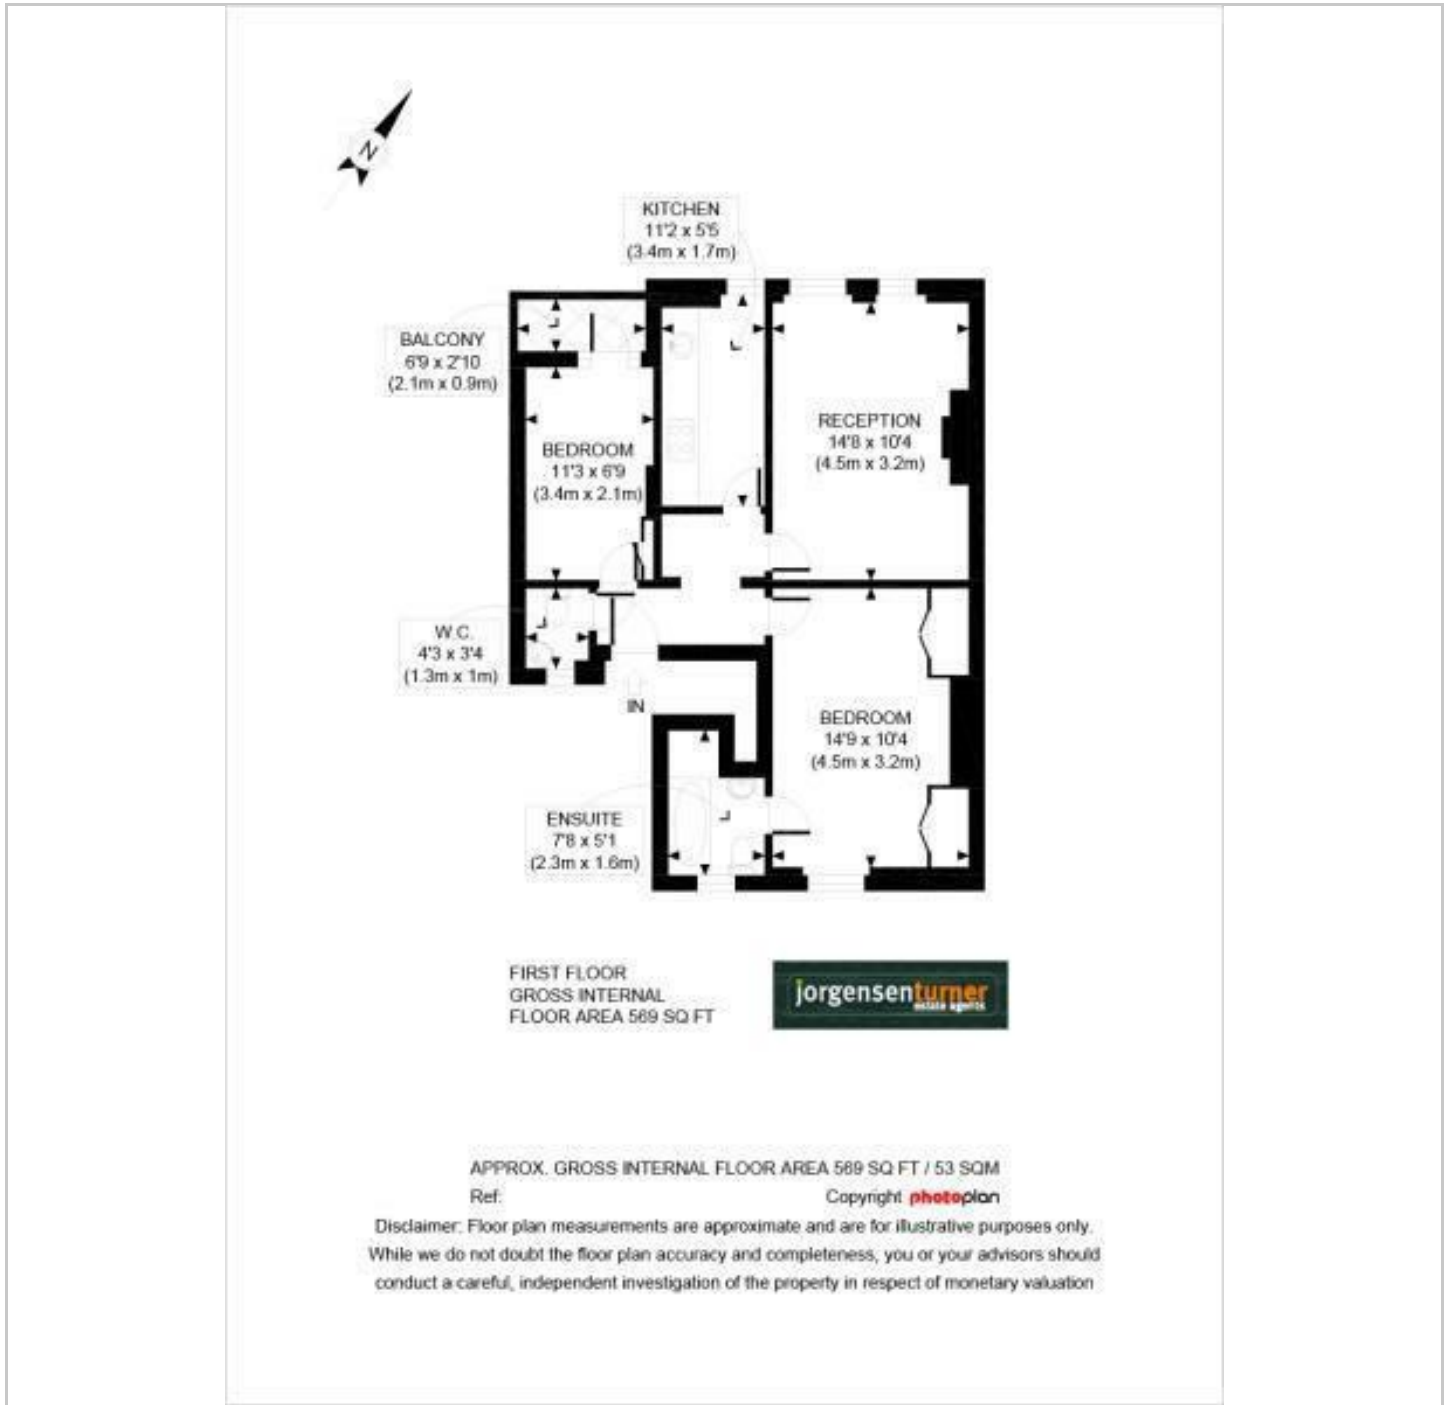 N
KITCHEN
11'2 x 5'5
(3.4m x 1.7m)
BALCONY
6'9 x 2'10
(2.1m x 0.9m)
BEDROOM
11'3 x 6'9
(3.4m x 2.1m)
RECEPTION
14'8 x 10'4
(4.5m x 3.2m)
W.C.
4'3 x 3'4
(1.3m x 1m)
IN
BEDROOM
14'9 x 10'4
(4.5m x 3.2m)
ENSUITE
7'8 x 5'1
(2.3m x 1.6m)
FIRST FLOOR
GROSS INTERNAL
FLOOR AREA 569 SQ FT
jorgensenturner
estate agents
APPROX. GROSS INTERNAL FLOOR AREA 569 SQ FT / 53 SQM
Ref: Copyright photoplan
Disclaimer: Floor plan measurements are approximate and are for illustrative purposes only.
While we do not doubt the floor plan accuracy and completeness, you or your advisors should
conduct a careful, independent investigation of the property in respect of monetary valuation